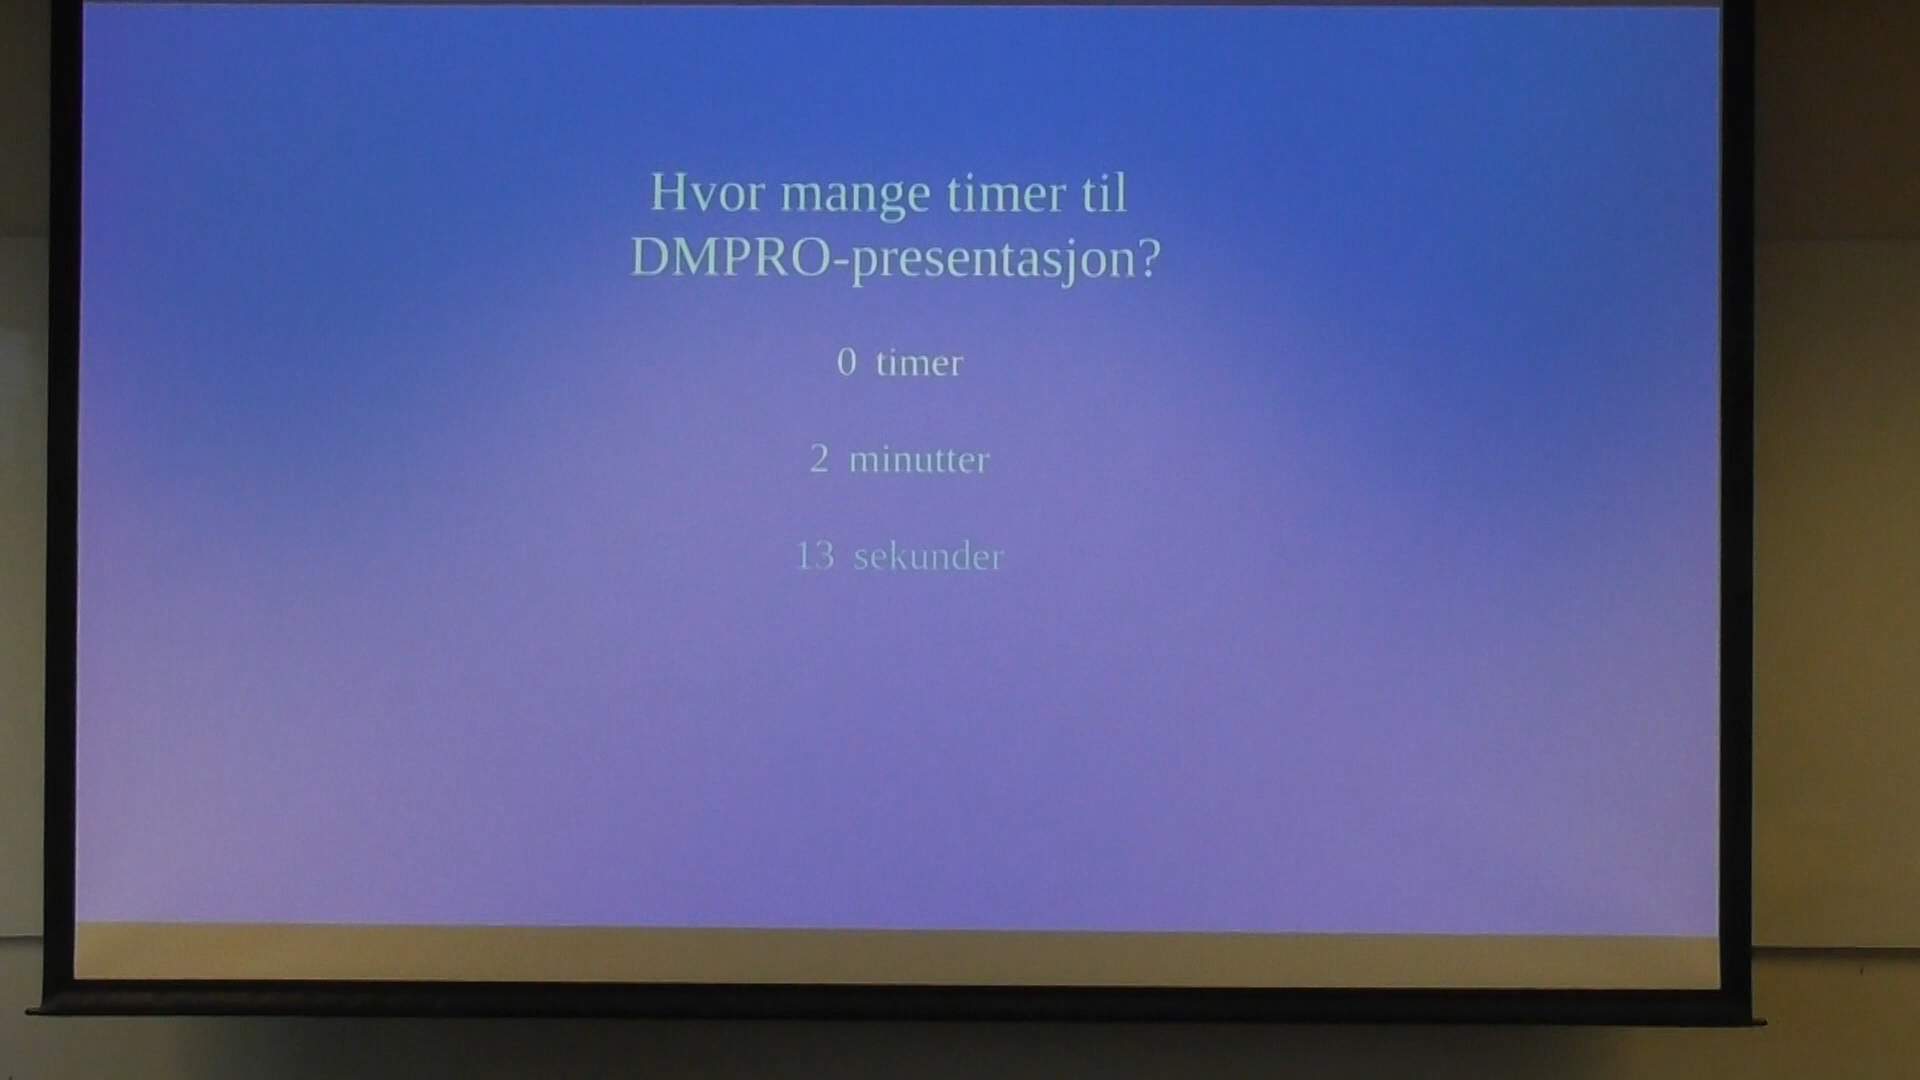 Hvor mange timer til
DMPRO-presentasjon?
0 timer
2 minutter
13 sekunder